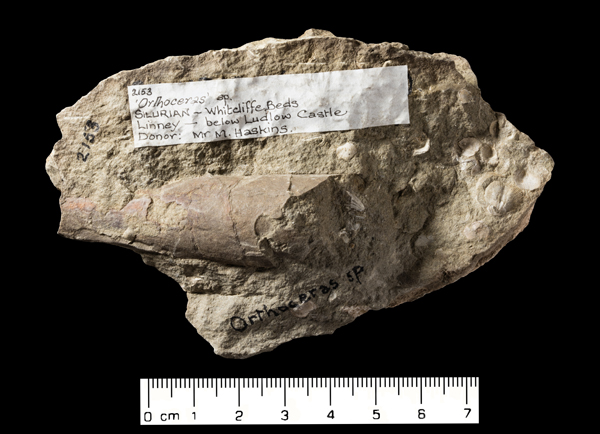 2153
'Orthoceras' sp.
SILURIAN - Whitcliffe Beds
Linney - below Ludlow Castle
Donor: Mr M. Haskins.
2153
Orthoceras sp.
0 cm 1 2 3 4 5 6 7